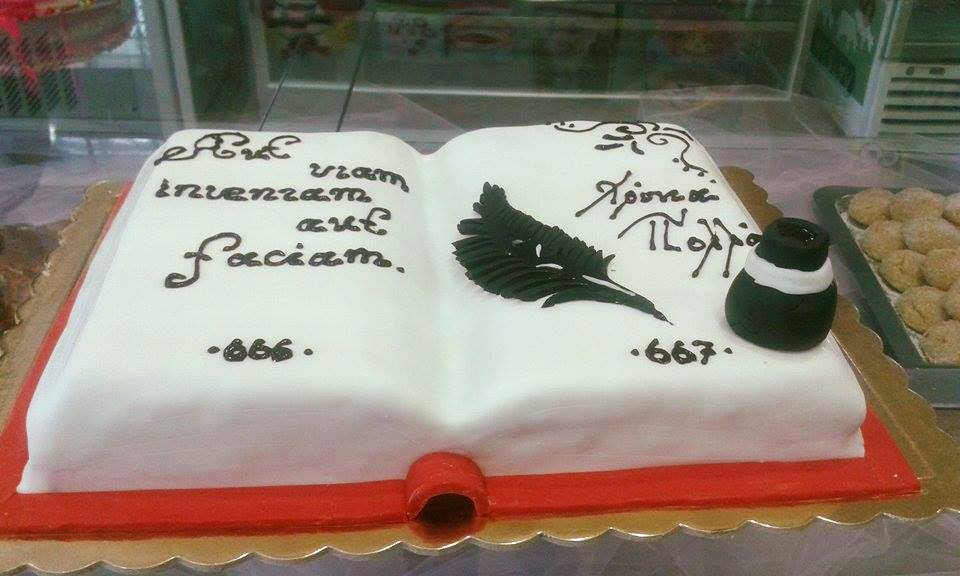 Aut
viam
inveniam
aut
faciam.
·666·
Χρόνια
Πολλά
·667·